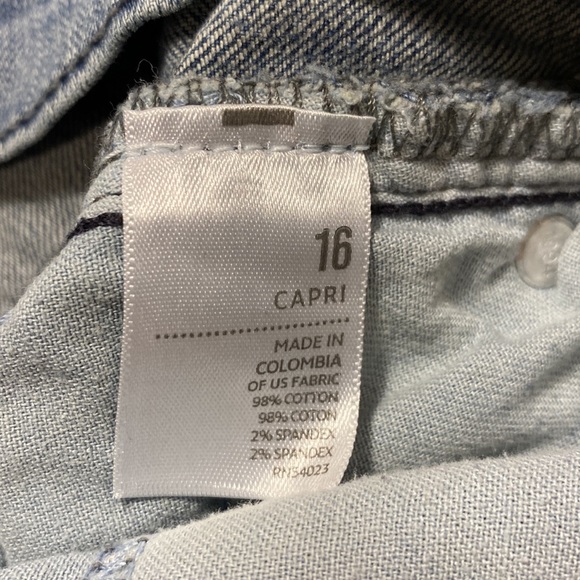 16
CAPRI
MADE IN
COLOMBIA
OF US FABRIC
98% COTTON
98% COTON
2% SPANDEX
2% SPANDEX
RN54023